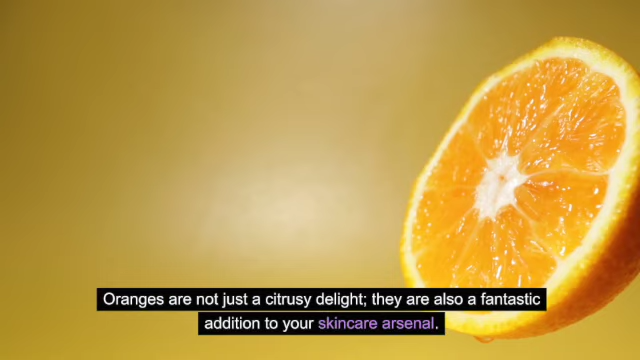 Oranges are not just a citrusy delight; they are also a fantastic
addition to your skincare arsenal.